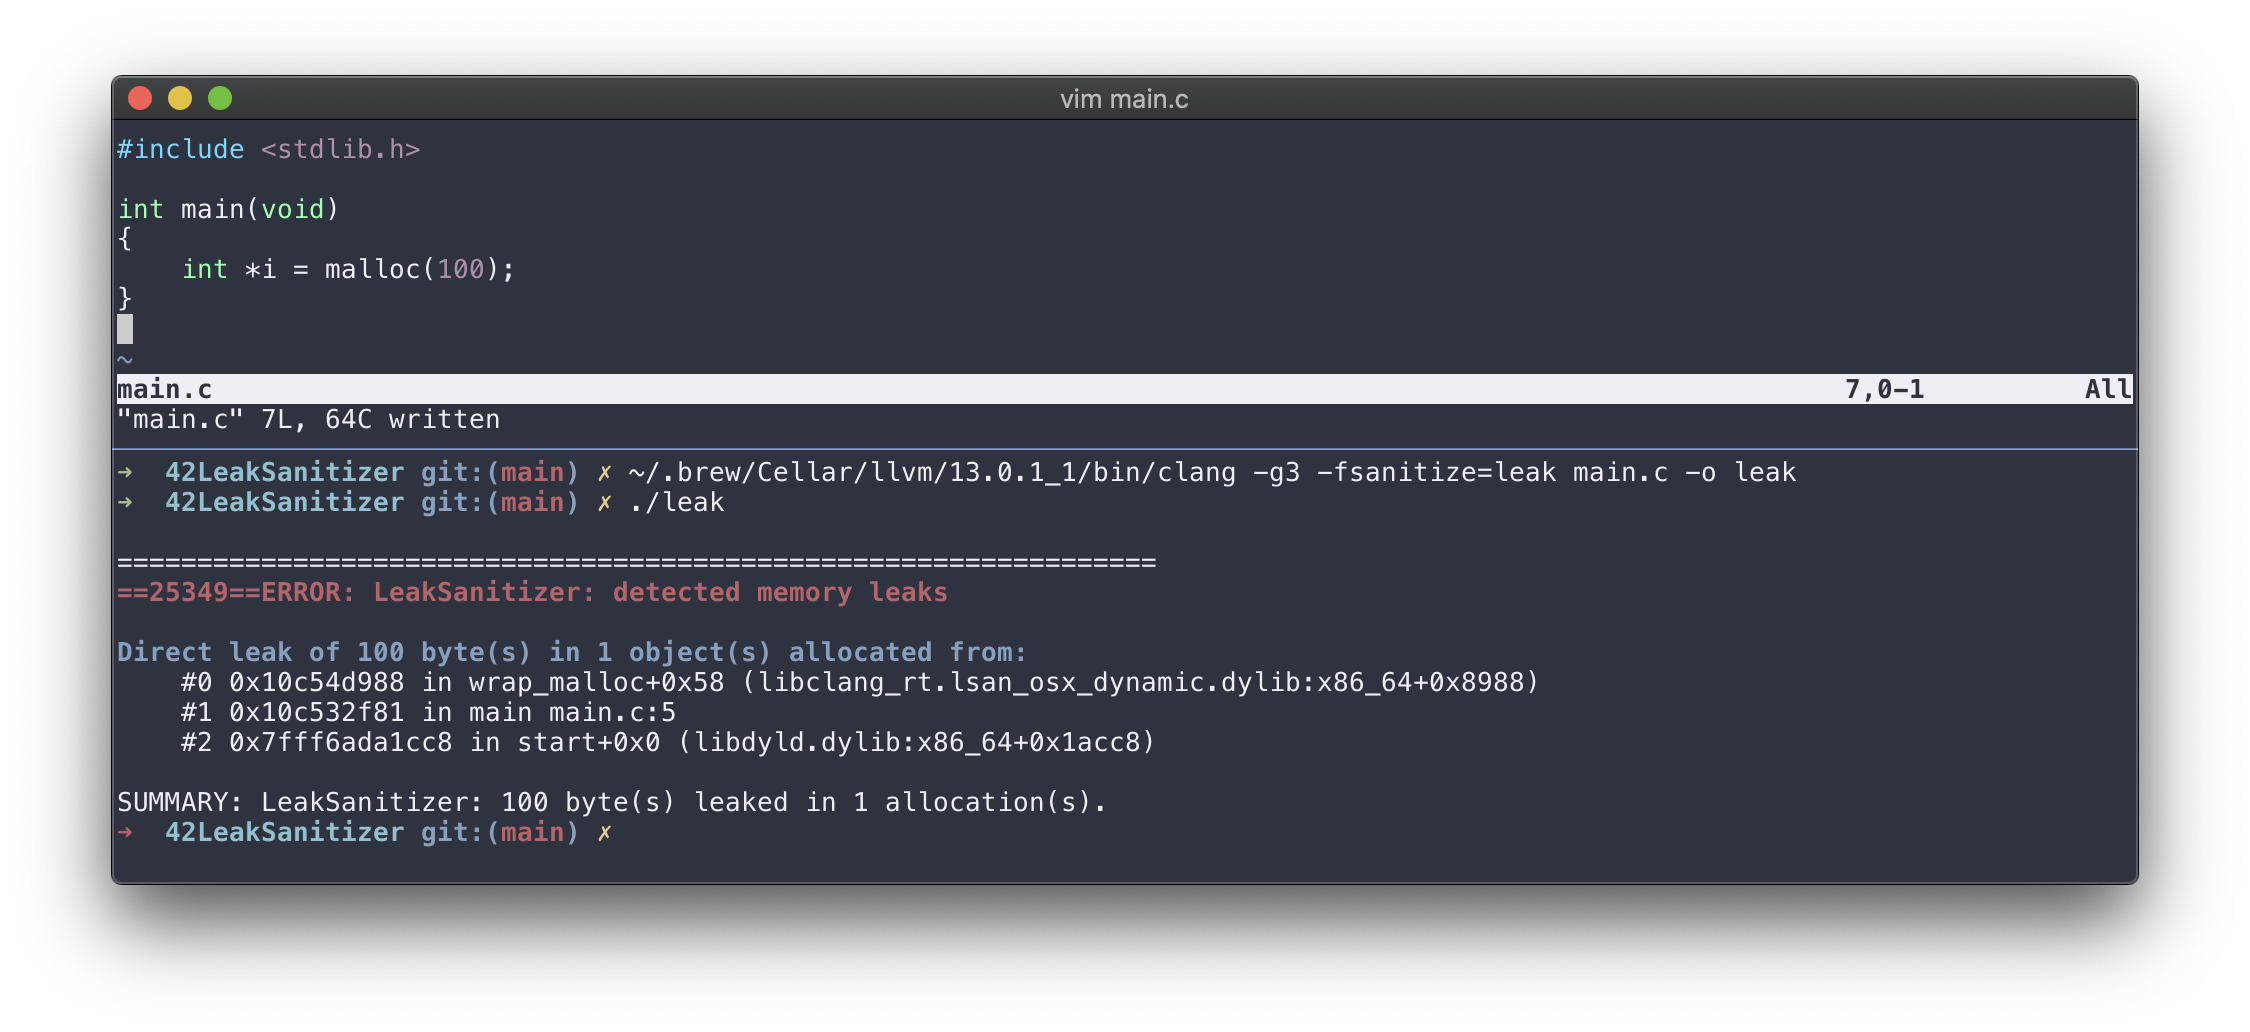 vim main.c
#include <stdlib.h>
int main(void)
{
    int *i = malloc(100);
}
~
main.c 7,0-1 All
"main.c" 7L, 64C written
➜  42LeakSanitizer git:(main) ✗ ~/.brew/Cellar/llvm/13.0.1_1/bin/clang -g3 -fsanitize=leak main.c -o leak
➜  42LeakSanitizer git:(main) ✗ ./leak
=================================================================
==25349==ERROR: LeakSanitizer: detected memory leaks
Direct leak of 100 byte(s) in 1 object(s) allocated from:
    #0 0x10c54d988 in wrap_malloc+0x58 (libclang_rt.lsan_osx_dynamic.dylib:x86_64+0x8988)
    #1 0x10c532f81 in main main.c:5
    #2 0x7fff6ada1cc8 in start+0x0 (libdyld.dylib:x86_64+0x1acc8)
SUMMARY: LeakSanitizer: 100 byte(s) leaked in 1 allocation(s).
➜  42LeakSanitizer git:(main) ✗